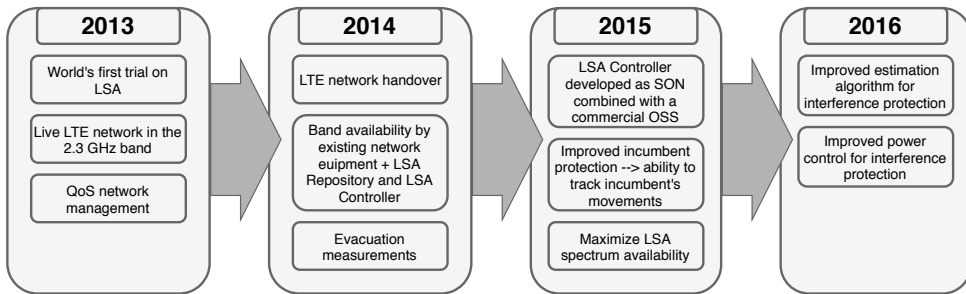 2013
World's first trial on
LSA
Live LTE network in the
2.3 GHz band
QoS network
management
2014
LTE network handover
Band availability by
existing network
euipment + LSA
Repository and LSA
Controller
Evacuation
measurements
2015
LSA Controller
developed as SON
combined with a
commercial OSS
Improved incumbent
protection --> ability to
track incumbent's
movements
Maximize LSA
spectrum availability
2016
Improved estimation
algorithm for
interference protection
Improved power
control for interference
protection